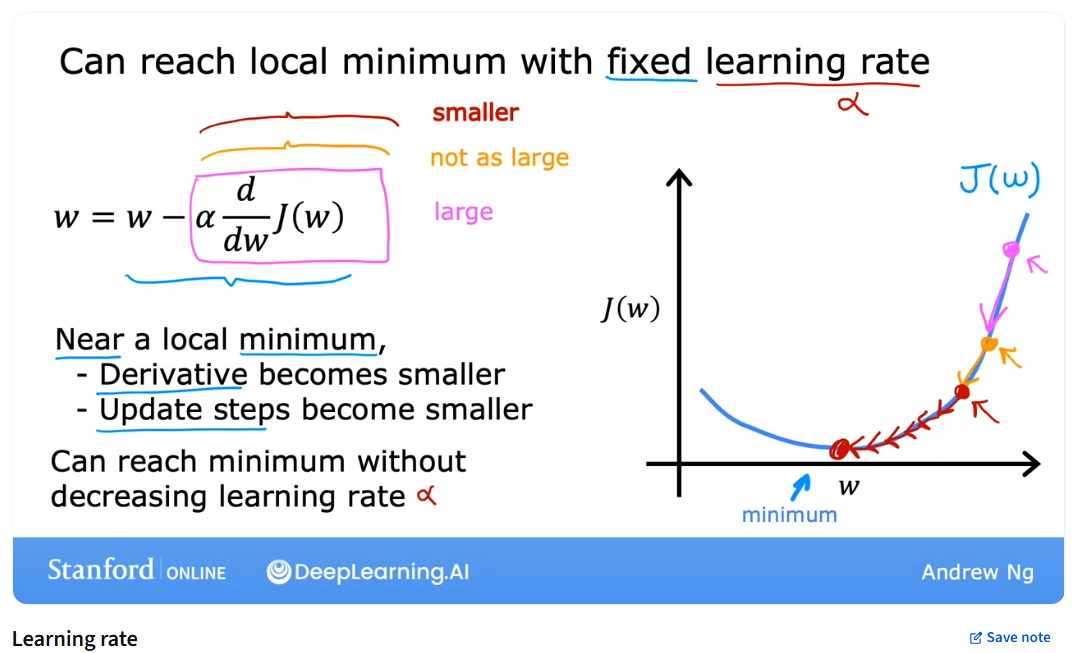 Can reach local minimum with fixed learning rate
α
smaller
not as large
large
w = w − α d/dw J(w)
Near a local minimum,
- Derivative becomes smaller
- Update steps become smaller
Can reach minimum without
decreasing learning rate α
J(w)
J(w)
w
minimum
Stanford ONLINE
DeepLearning.AI
Andrew Ng
Learning rate
Save note